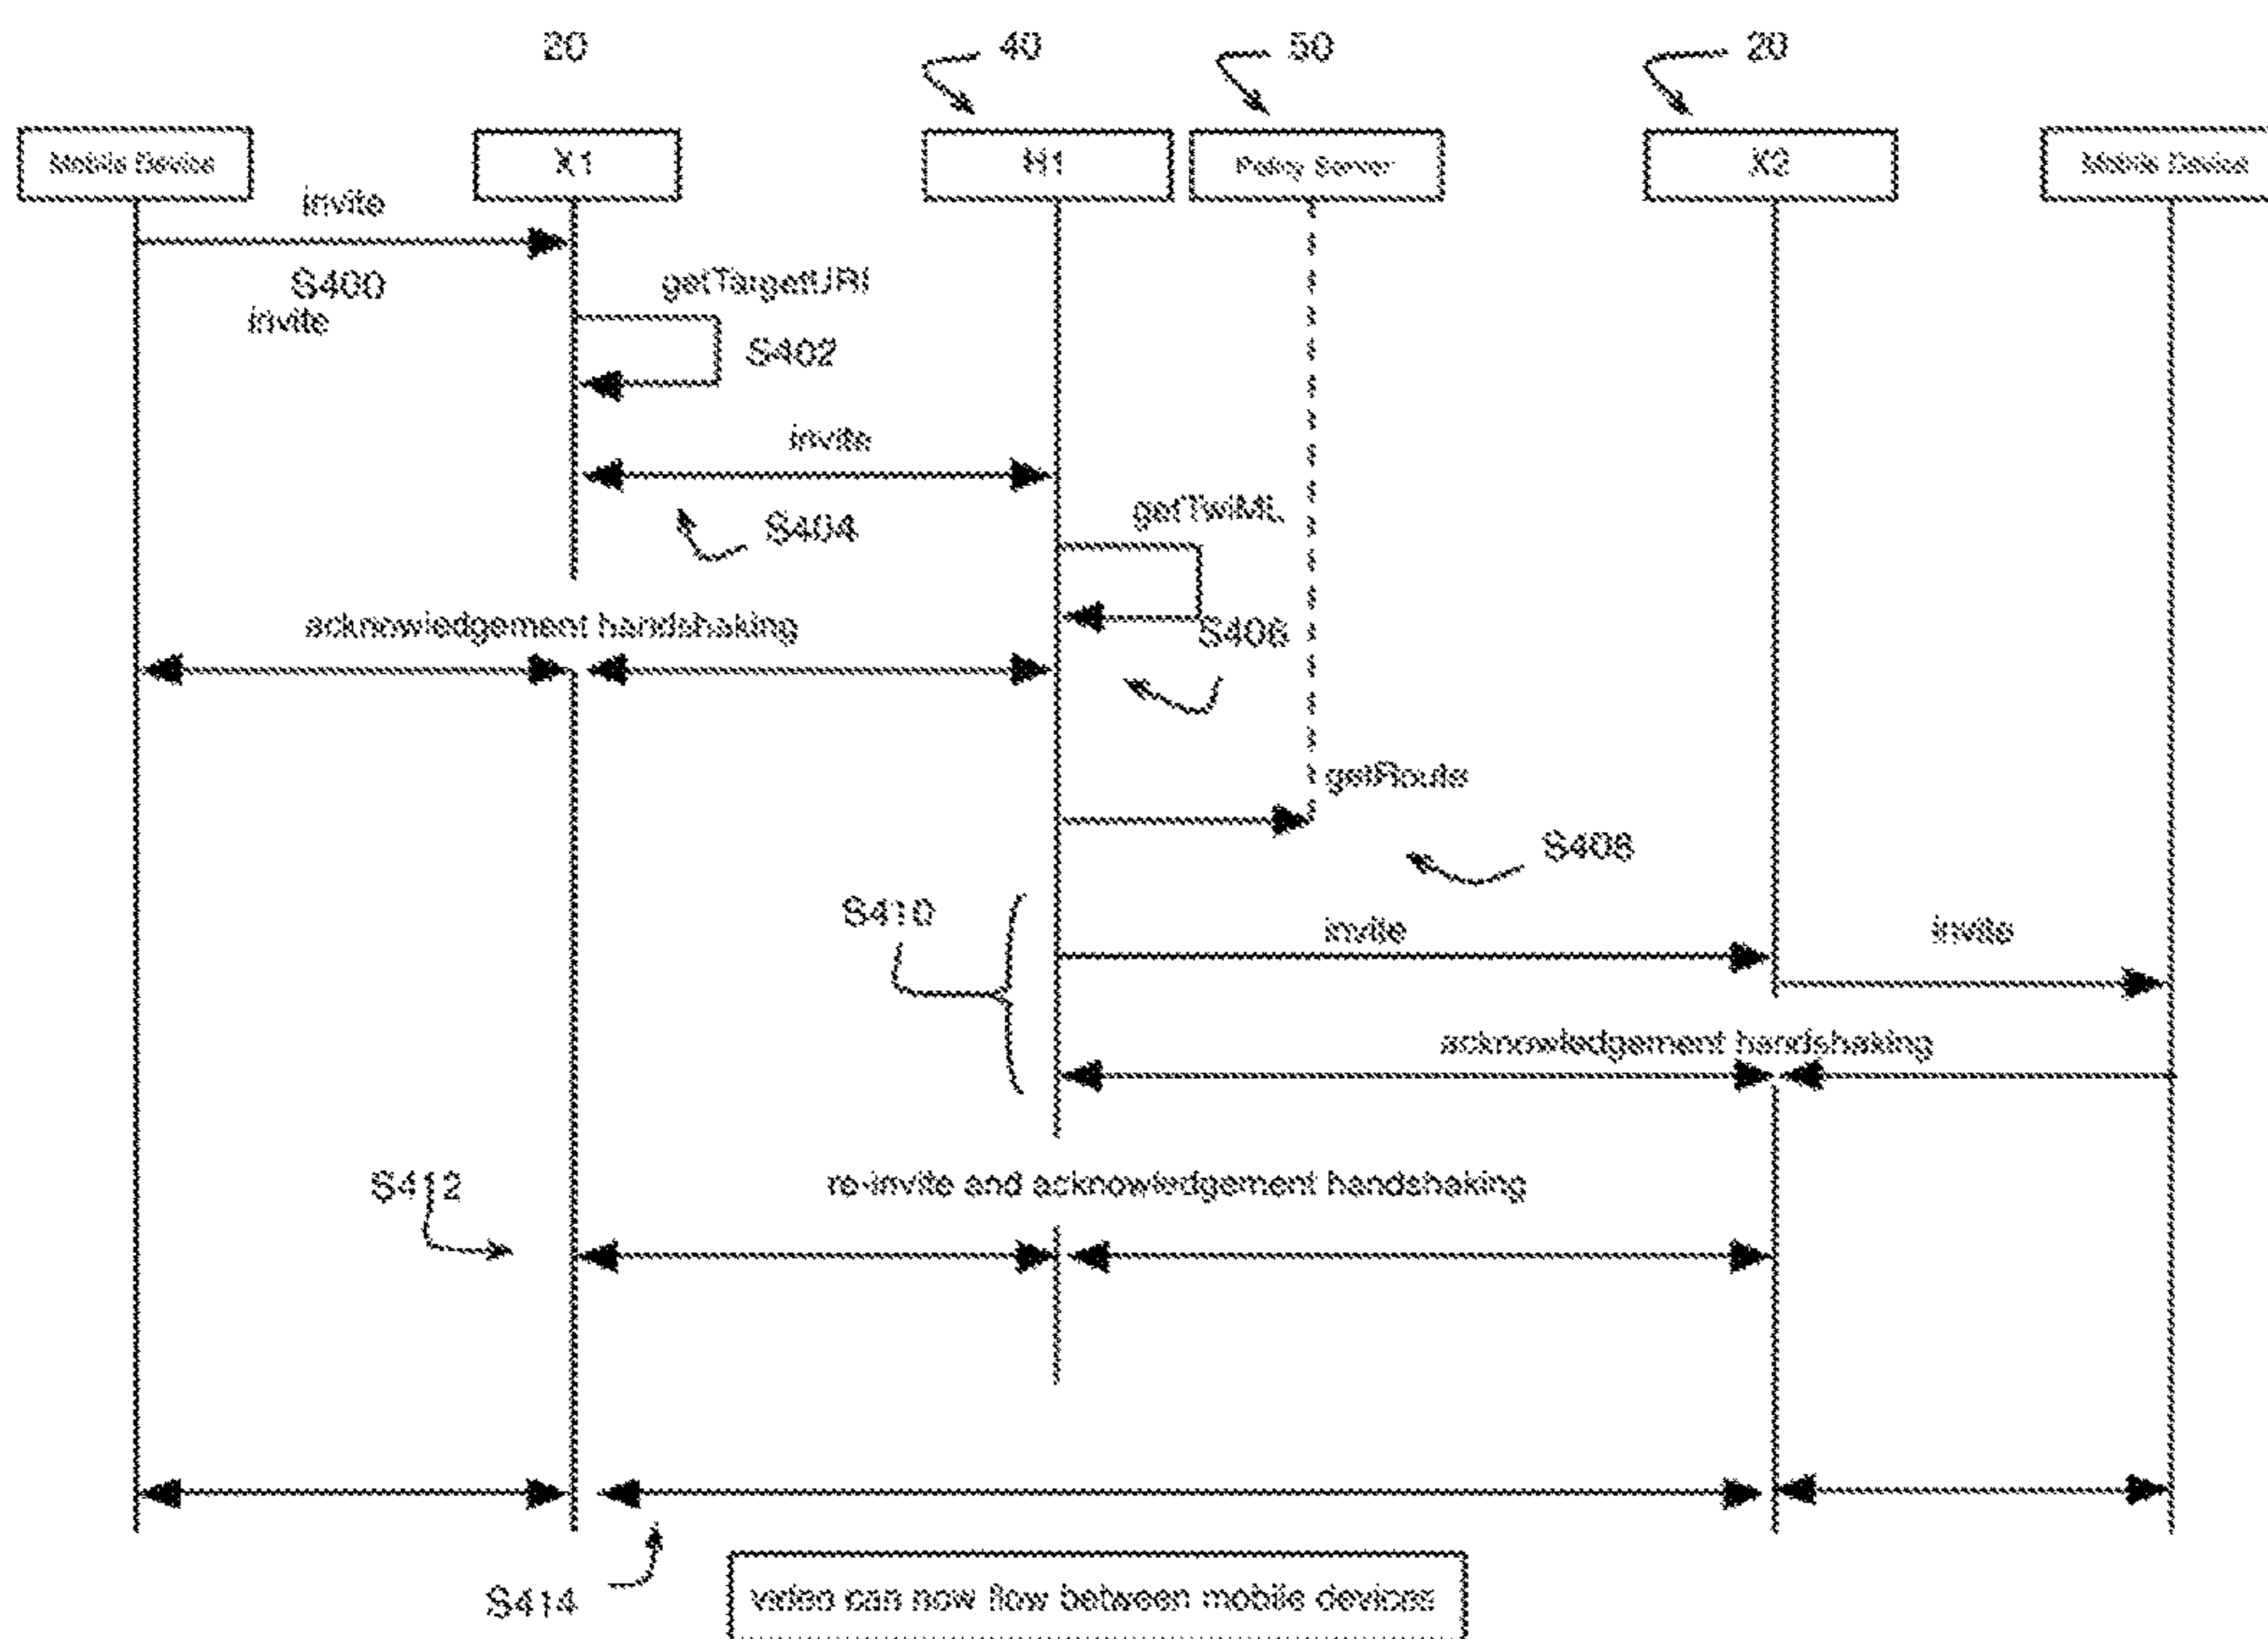 20 40 50 20
Mobile Device X1 H1 Policy Server X2 Mobile Device
invite
S400
invite
getTargetURI
S402
invite
S404
getTwiML
S406
acknowledgement handshaking
getRoute
S408
S410
invite
invite
acknowledgement handshaking
S412
re-invite and acknowledgement handshaking
S414
video can now flow between mobile devices